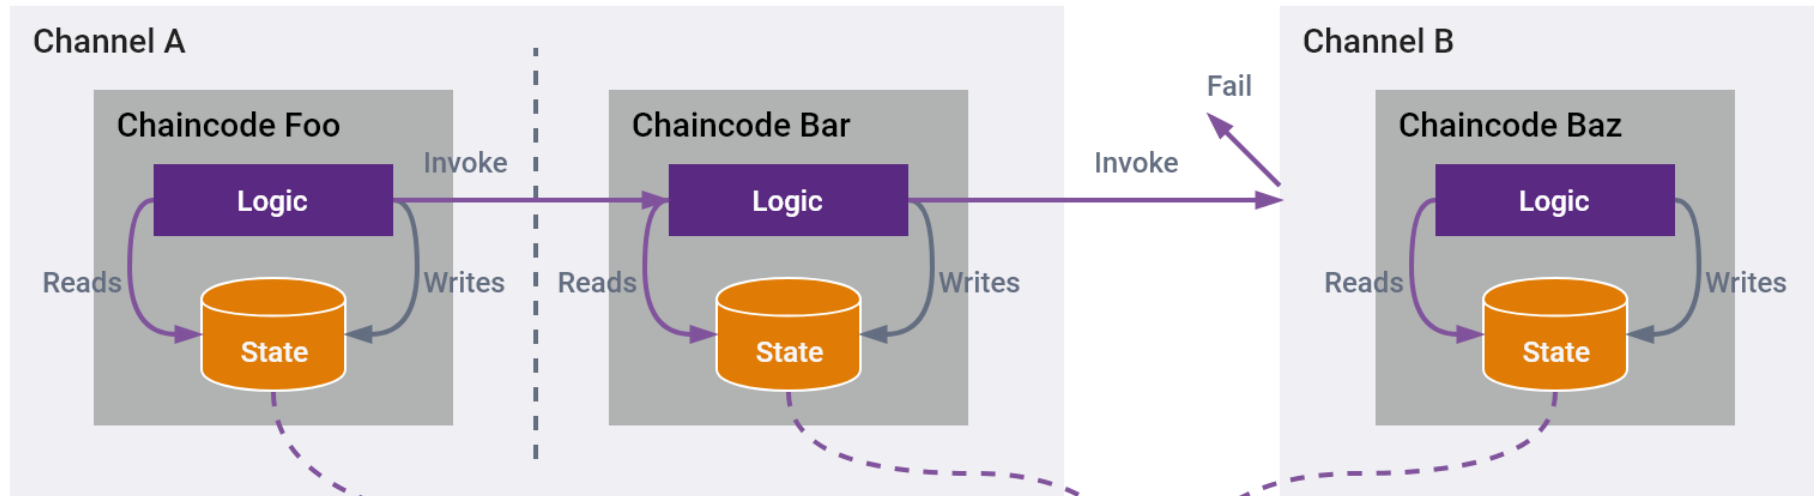 Channel A
Channel B
Fail
Chaincode Foo
Chaincode Bar
Chaincode Baz
Invoke
Invoke
Logic
Logic
Logic
Reads
Writes
Reads
Writes
Reads
Writes
State
State
State